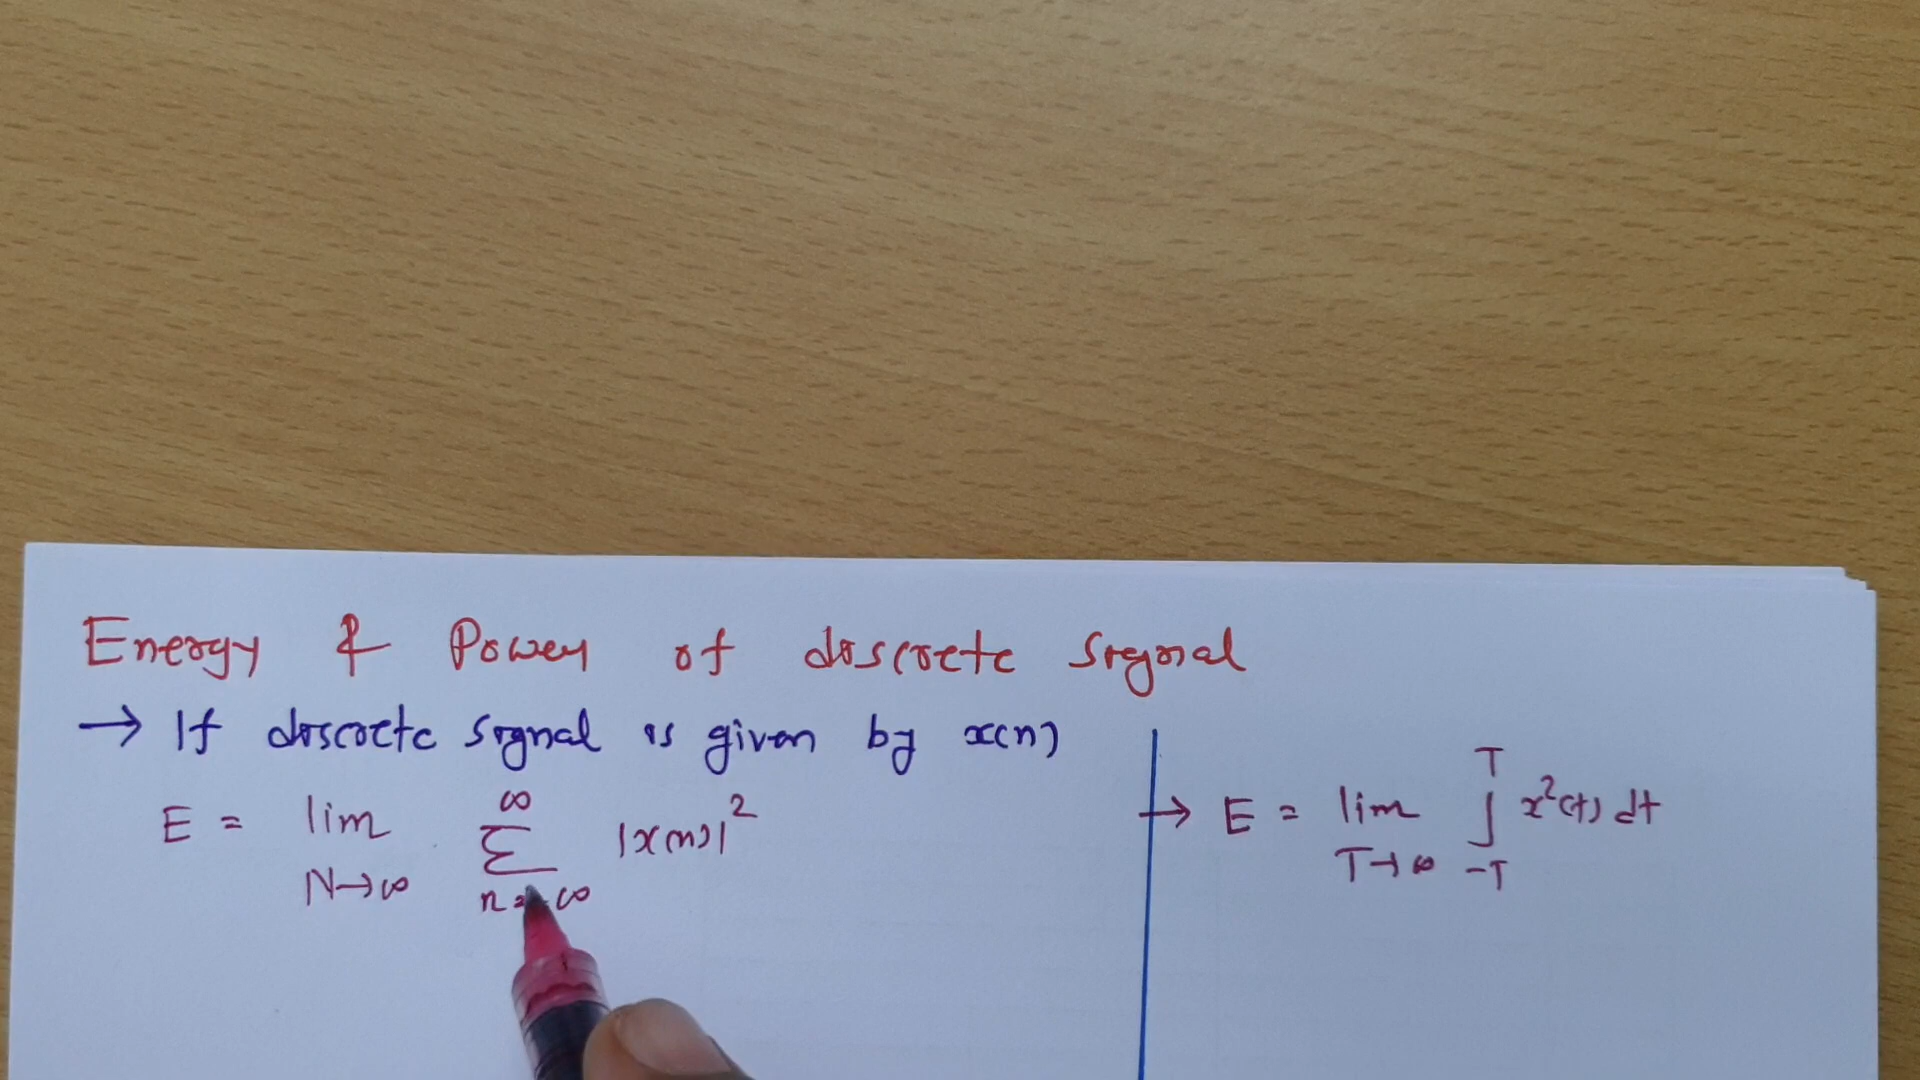 Energy & Power of discrete signal
→ If discrete signal is given by x(n)
E = lim N→∞ ∞ Σ n=-∞ |x(n)|²
→ E = lim T→∞ T ∫ -T x²(t) dt